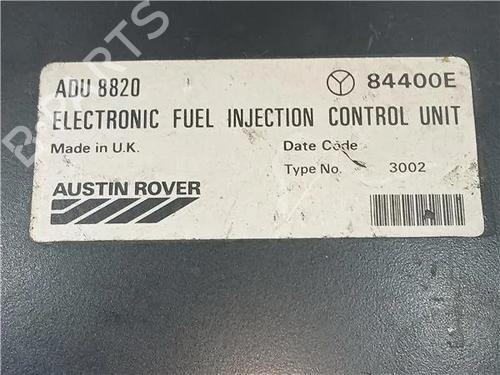 ADU 8820 84400E
ELECTRONIC FUEL INJECTION CONTROL UNIT
Made in U.K. Date Code
Type No. 3002
AUSTIN ROVER